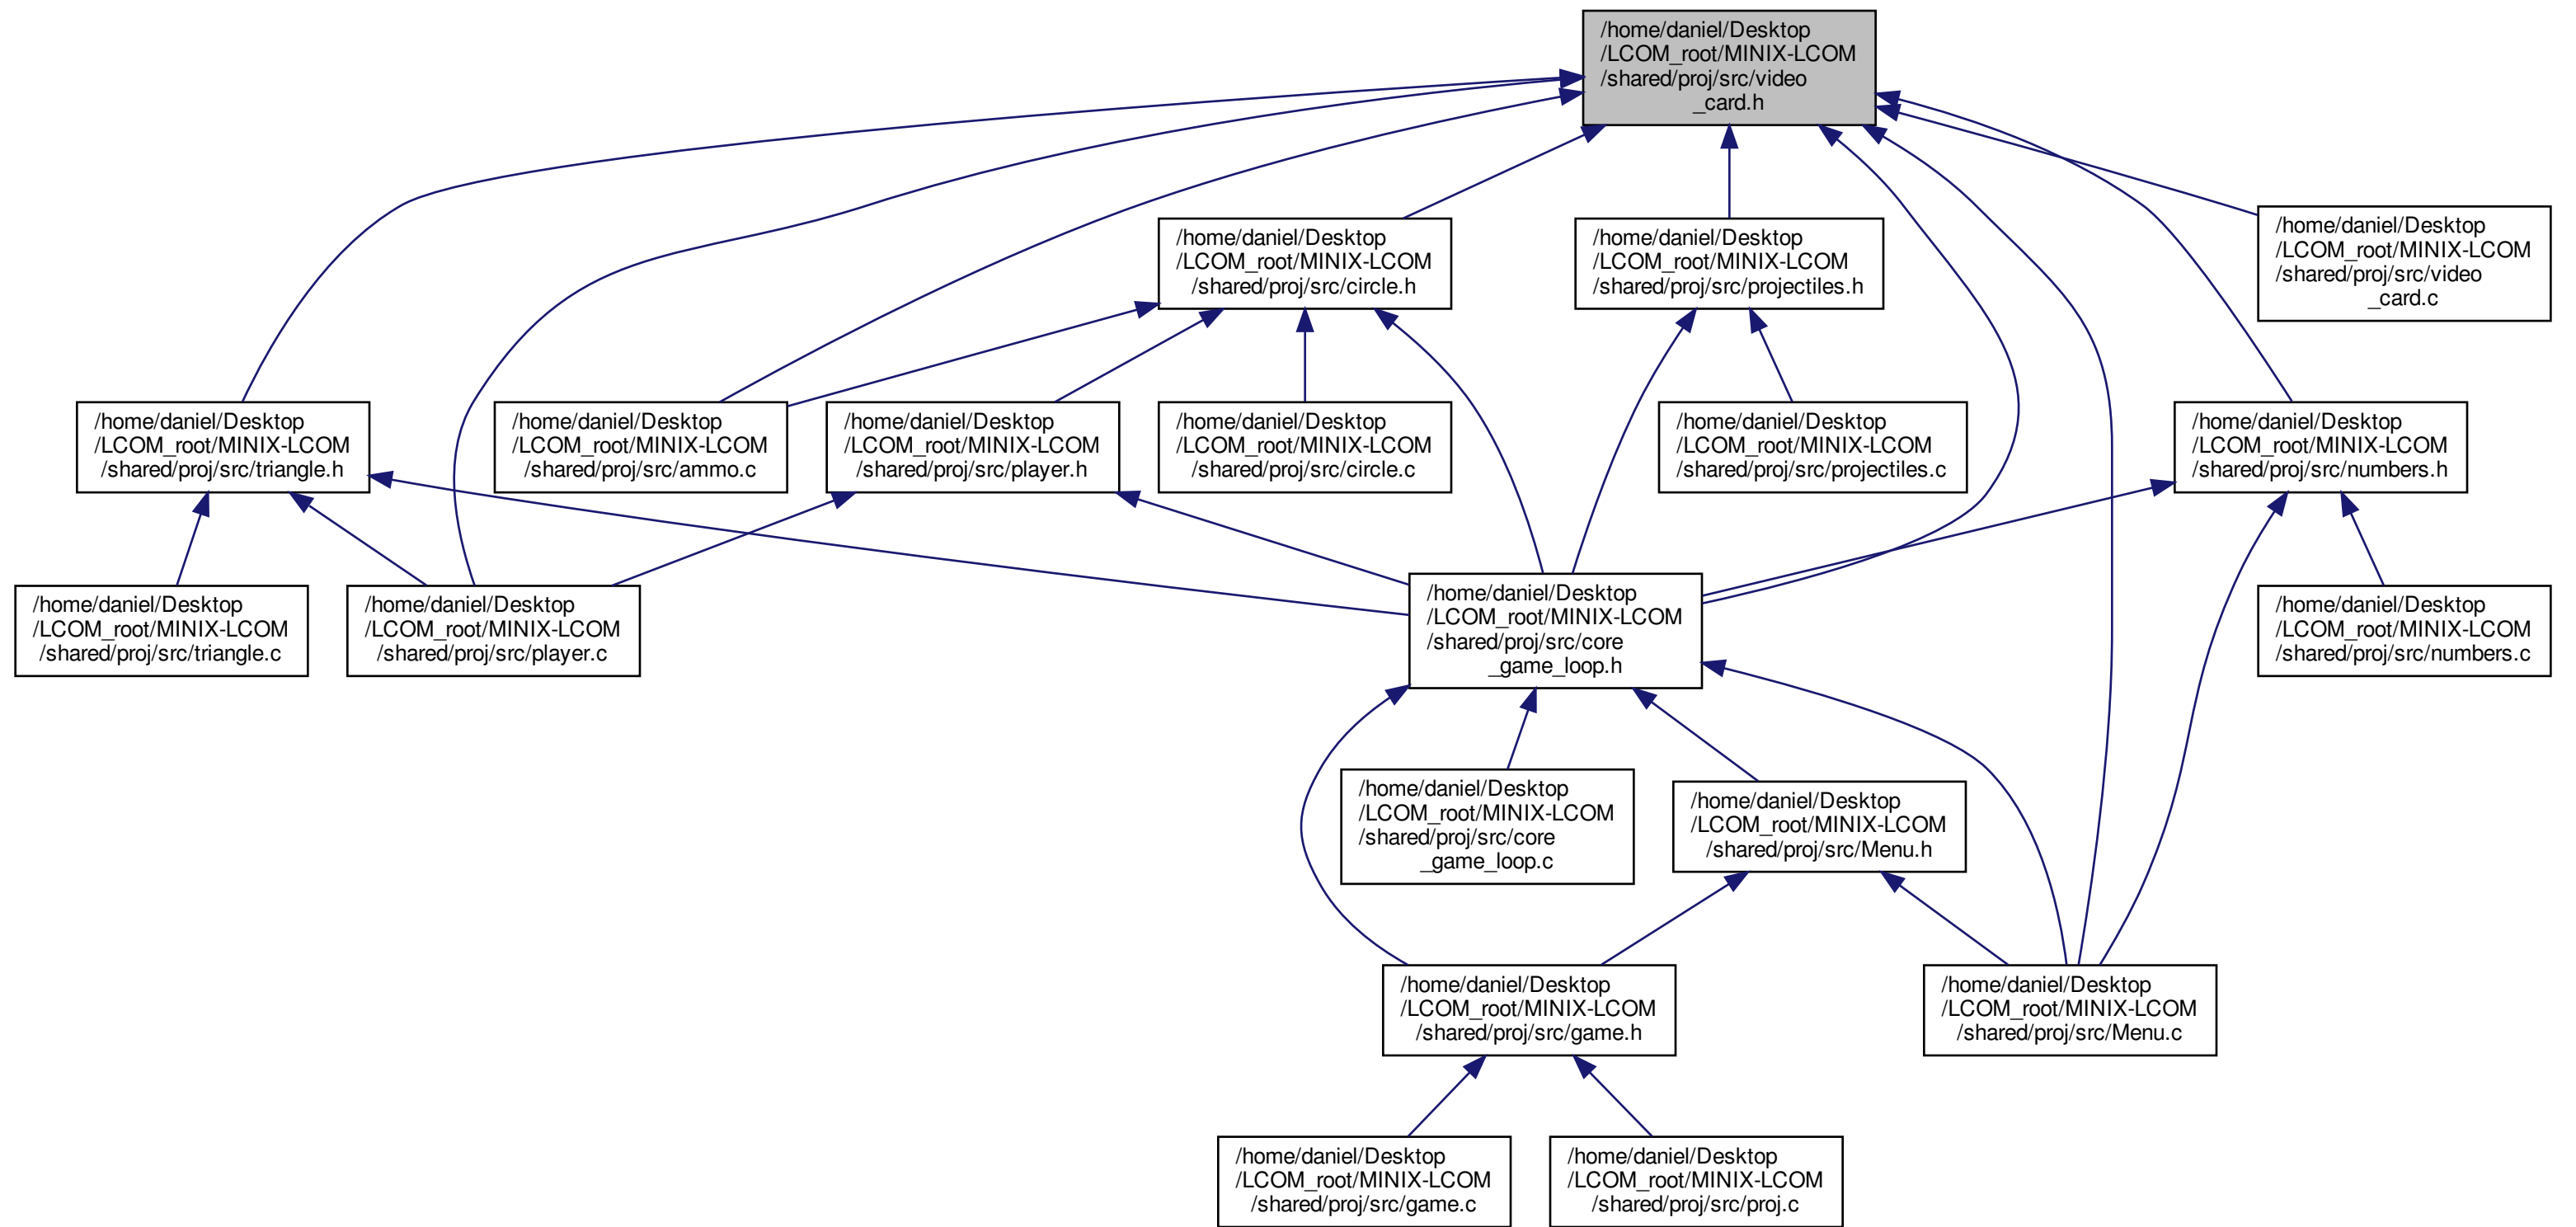 /home/daniel/Desktop
/LCOM_root/MINIX-LCOM
/shared/proj/src/video
_card.h
/home/daniel/Desktop
/LCOM_root/MINIX-LCOM
/shared/proj/src/circle.h
/home/daniel/Desktop
/LCOM_root/MINIX-LCOM
/shared/proj/src/projectiles.h
/home/daniel/Desktop
/LCOM_root/MINIX-LCOM
/shared/proj/src/video
_card.c
/home/daniel/Desktop
/LCOM_root/MINIX-LCOM
/shared/proj/src/triangle.h
/home/daniel/Desktop
/LCOM_root/MINIX-LCOM
/shared/proj/src/ammo.c
/home/daniel/Desktop
/LCOM_root/MINIX-LCOM
/shared/proj/src/player.h
/home/daniel/Desktop
/LCOM_root/MINIX-LCOM
/shared/proj/src/circle.c
/home/daniel/Desktop
/LCOM_root/MINIX-LCOM
/shared/proj/src/projectiles.c
/home/daniel/Desktop
/LCOM_root/MINIX-LCOM
/shared/proj/src/numbers.h
/home/daniel/Desktop
/LCOM_root/MINIX-LCOM
/shared/proj/src/triangle.c
/home/daniel/Desktop
/LCOM_root/MINIX-LCOM
/shared/proj/src/player.c
/home/daniel/Desktop
/LCOM_root/MINIX-LCOM
/shared/proj/src/core
_game_loop.h
/home/daniel/Desktop
/LCOM_root/MINIX-LCOM
/shared/proj/src/numbers.c
/home/daniel/Desktop
/LCOM_root/MINIX-LCOM
/shared/proj/src/core
_game_loop.c
/home/daniel/Desktop
/LCOM_root/MINIX-LCOM
/shared/proj/src/Menu.h
/home/daniel/Desktop
/LCOM_root/MINIX-LCOM
/shared/proj/src/game.h
/home/daniel/Desktop
/LCOM_root/MINIX-LCOM
/shared/proj/src/Menu.c
/home/daniel/Desktop
/LCOM_root/MINIX-LCOM
/shared/proj/src/game.c
/home/daniel/Desktop
/LCOM_root/MINIX-LCOM
/shared/proj/src/proj.c